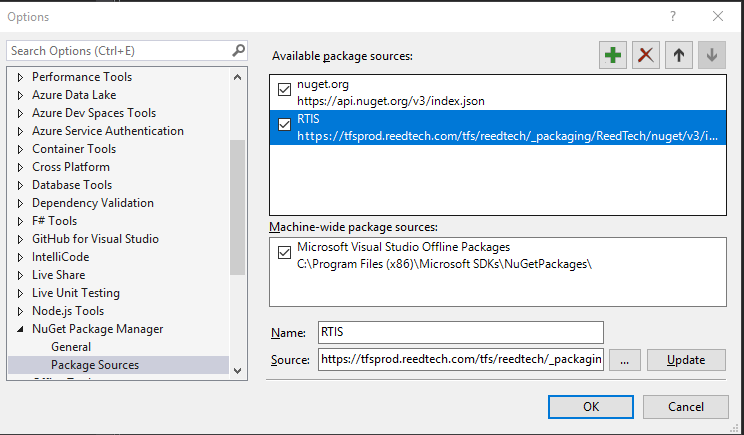 Options
?
Search Options (Ctrl+E)
Performance Tools
Azure Data Lake
Azure Dev Spaces Tools
Azure Service Authentication
Container Tools
Cross Platform
Database Tools
Dependency Validation
F# Tools
GitHub for Visual Studio
IntelliCode
Live Share
Live Unit Testing
Node.js Tools
NuGet Package Manager
General
Package Sources
Available package sources:
nuget.org
https://api.nuget.org/v3/index.json
RTIS
https://tfsprod.reedtech.com/tfs/reedtech/_packaging/ReedTech/nuget/v3/i...
Machine-wide package sources:
Microsoft Visual Studio Offline Packages
C:\Program Files (x86)\Microsoft SDKs\NuGetPackages\
Name: RTIS
Source: https://tfsprod.reedtech.com/tfs/reedtech/_packagin ... Update
OK Cancel